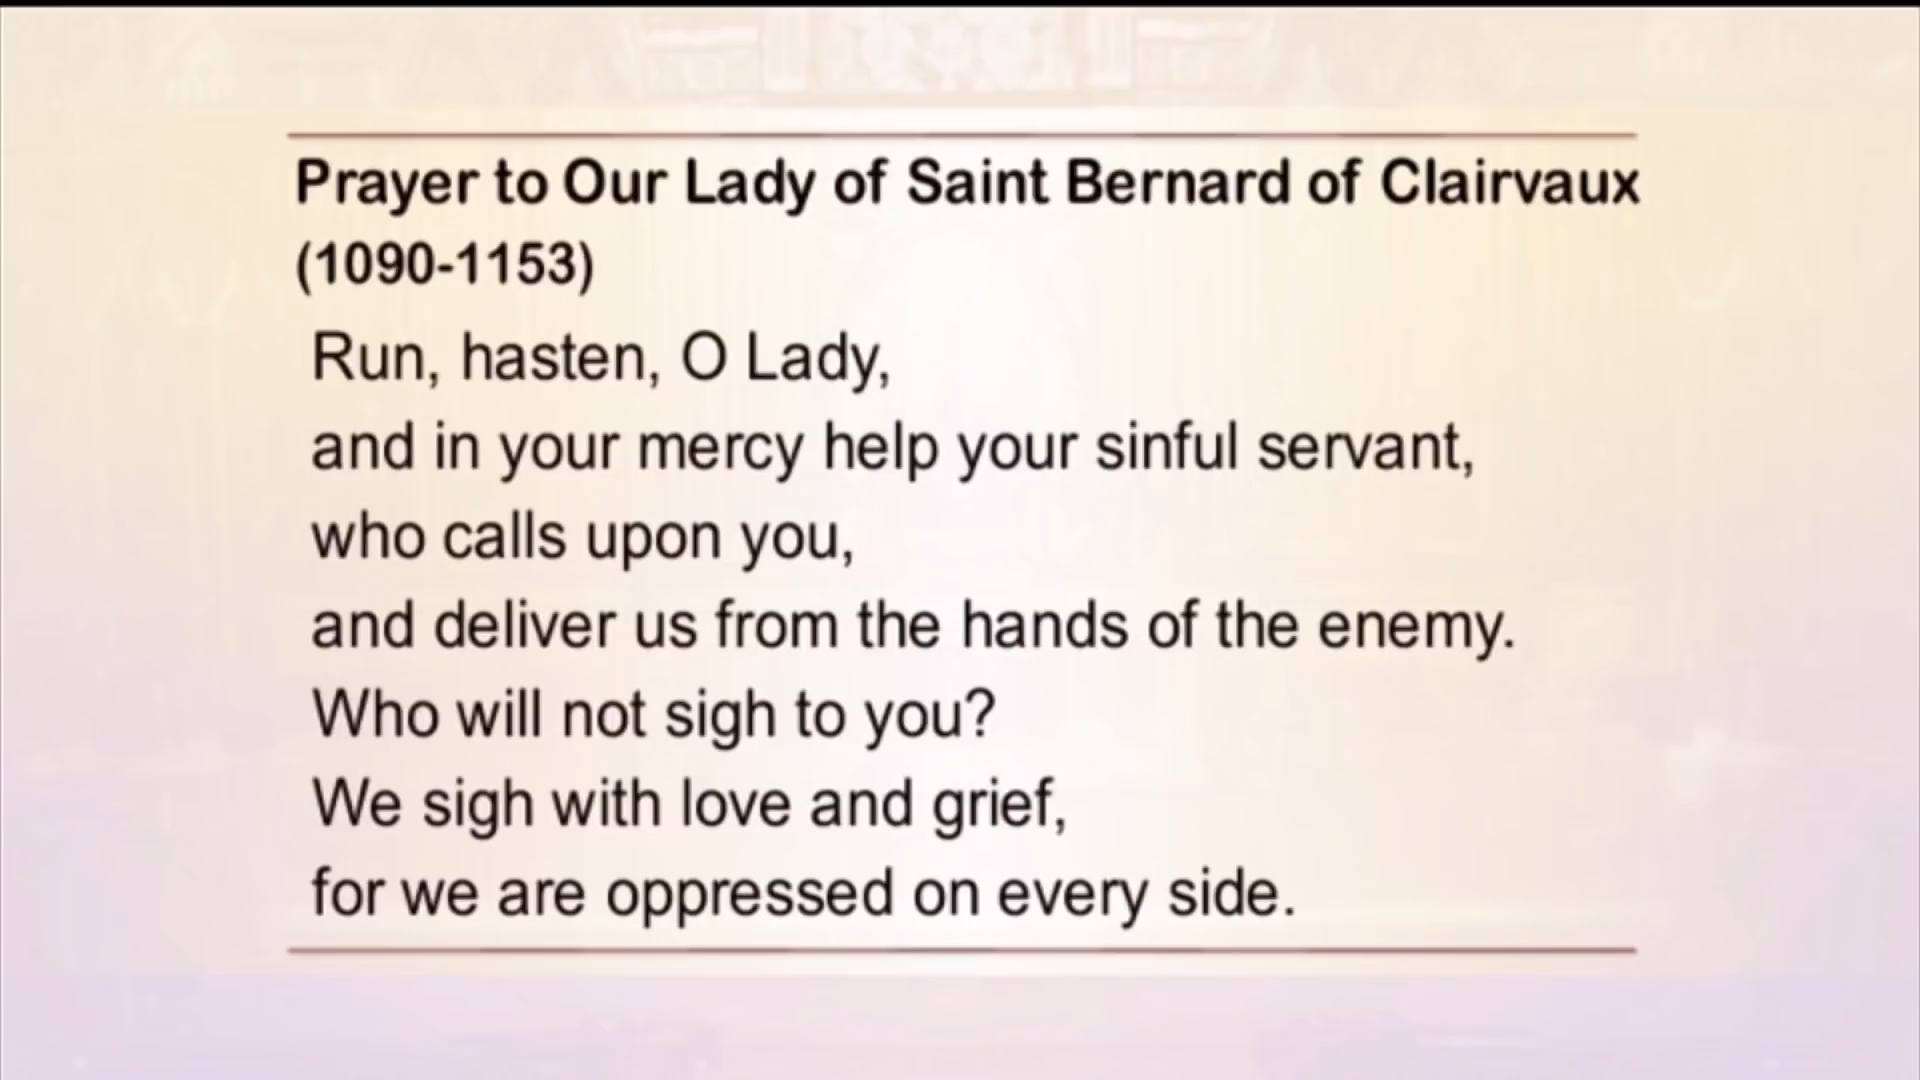 Prayer to Our Lady of Saint Bernard of Clairvaux
(1090-1153)
Run, hasten, O Lady,
and in your mercy help your sinful servant,
who calls upon you,
and deliver us from the hands of the enemy.
Who will not sigh to you?
We sigh with love and grief,
for we are oppressed on every side.